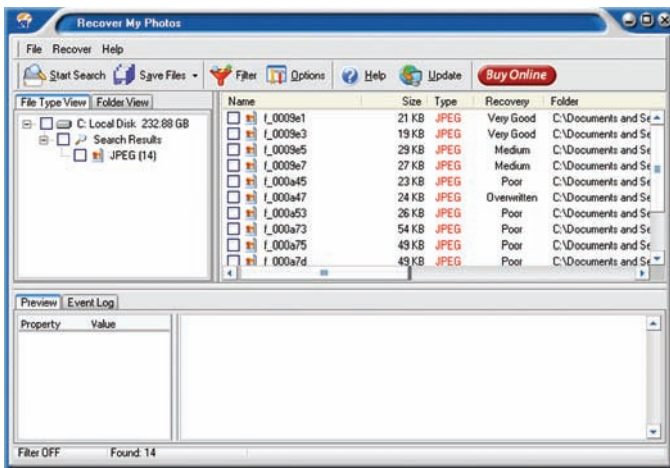 Recover My Photos
File Recover Help
Start Search Save Files Filter Options Help Update Buy Online
File Type View Folder View
C: Local Disk 232.88 GB
Search Results
JPEG (14)
Name Size Type Recovery Folder
f_0009e1 21 KB JPEG Very Good C:\Documents and Se
f_0009e3 19 KB JPEG Very Good C:\Documents and Se
f_0009e5 29 KB JPEG Medium C:\Documents and Se
f_0009e7 27 KB JPEG Medium C:\Documents and Se
f_000a45 23 KB JPEG Poor C:\Documents and Se
f_000a47 24 KB JPEG Overwritten C:\Documents and Se
f_000a53 26 KB JPEG Poor C:\Documents and Se
f_000a73 54 KB JPEG Poor C:\Documents and Se
f_000a75 49 KB JPEG Poor C:\Documents and Se
f_000a7d 49 KB JPEG Poor C:\Documents and Se
Preview Event Log
Property Value
Filter OFF Found: 14